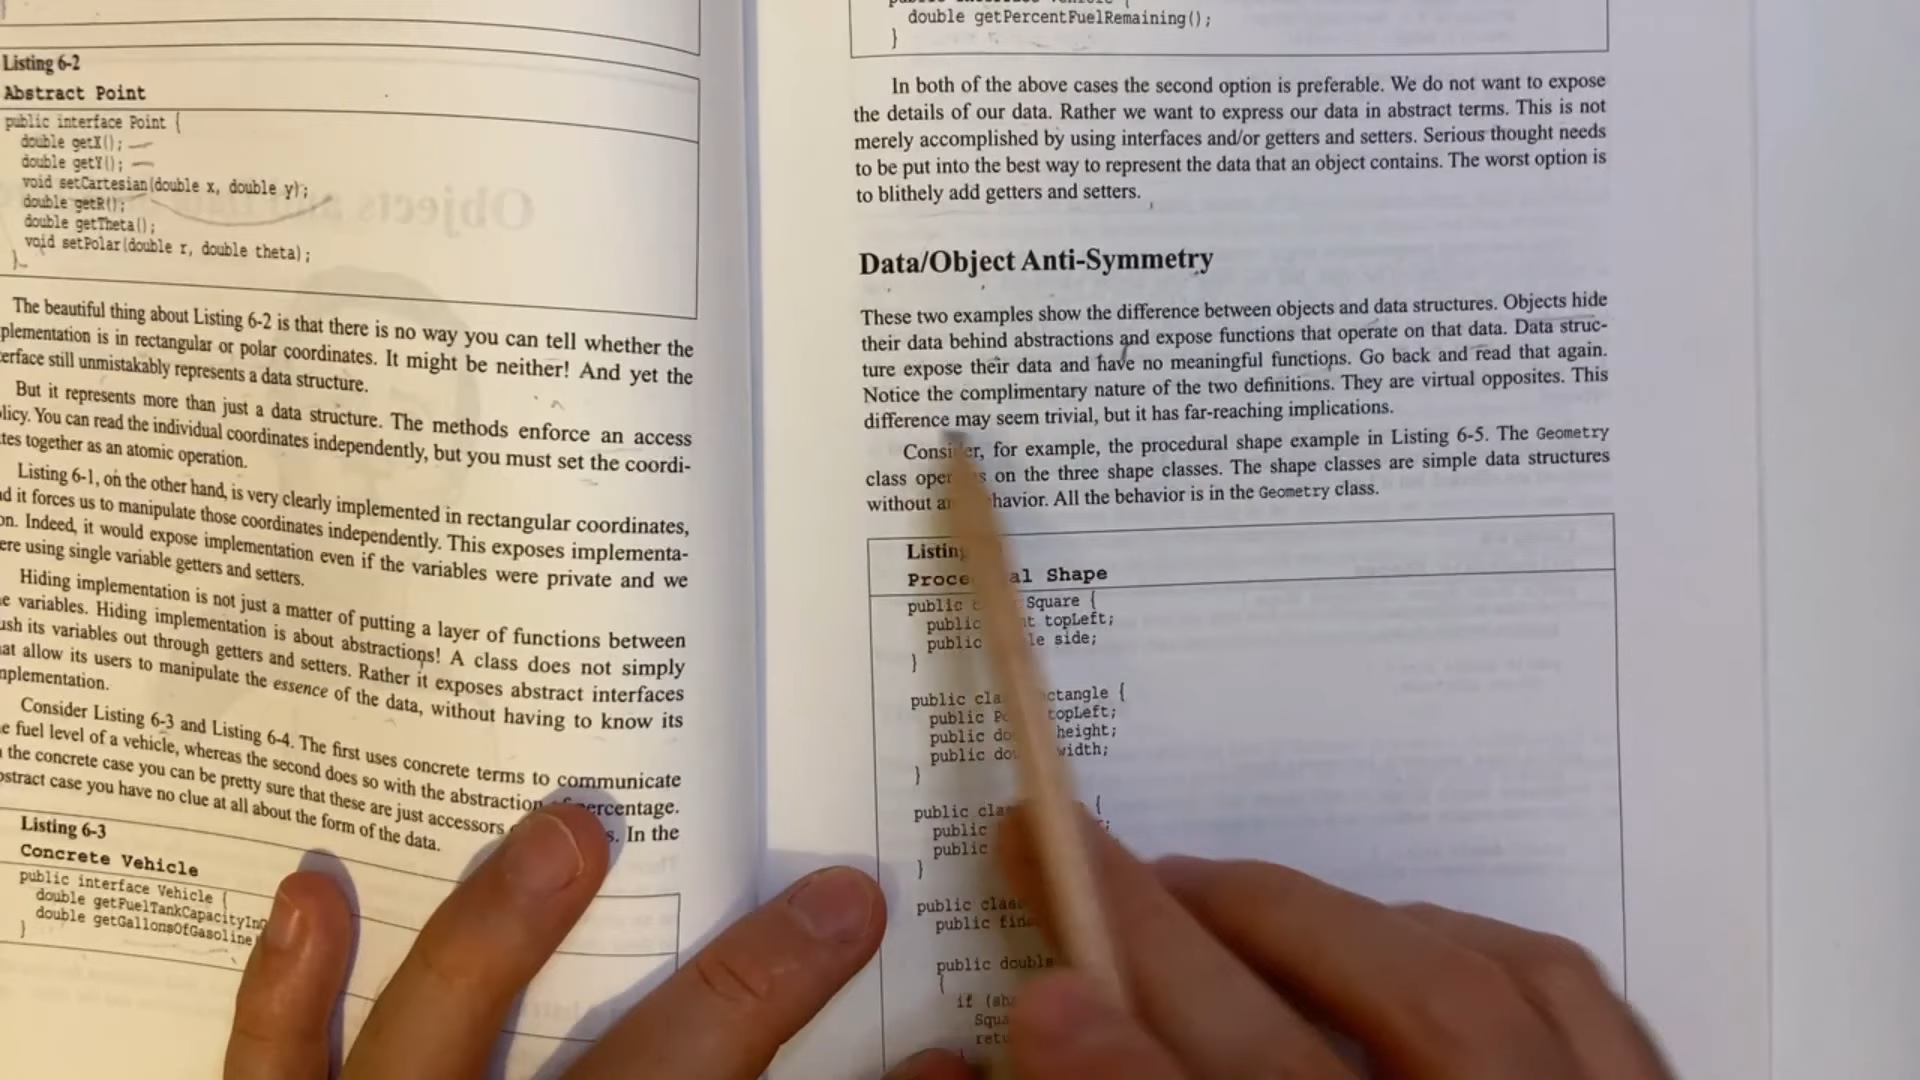 Listing 6-2
Abstract Point
public interface Point {
double getX();
double getY();
void setCartesian(double x, double y);
double getR();
double getTheta();
void setPolar(double r, double theta);
}
The beautiful thing about Listing 6-2 is that there is no way you can tell whether the
plementation is in rectangular or polar coordinates. It might be neither! And yet the
erface still unmistakably represents a data structure.
But it represents more than just a data structure. The methods enforce an access
licy. You can read the individual coordinates independently, but you must set the coordi-
tes together as an atomic operation.
Listing 6-1, on the other hand, is very clearly implemented in rectangular coordinates,
d it forces us to manipulate those coordinates independently. This exposes implementa-
on. Indeed, it would expose implementation even if the variables were private and we
ere using single variable getters and setters.
Hiding implementation is not just a matter of putting a layer of functions between
e variables. Hiding implementation is about abstractions! A class does not simply
ush its variables out through getters and setters. Rather it exposes abstract interfaces
at allow its users to manipulate the essence of the data, without having to know its
mplementation.
Consider Listing 6-3 and Listing 6-4. The first uses concrete terms to communicate
e fuel level of a vehicle, whereas the second does so with the abstraction percentage.
the concrete case you can be pretty sure that these are just accessors s. In the
ostract case you have no clue at all about the form of the data.
Listing 6-3
Concrete Vehicle
public interface Vehicle {
double getFuelTankCapacityIn
double getGallonsOfGasoline
}
double getPercentFuelRemaining();
}
In both of the above cases the second option is preferable. We do not want to expose
the details of our data. Rather we want to express our data in abstract terms. This is not
merely accomplished by using interfaces and/or getters and setters. Serious thought needs
to be put into the best way to represent the data that an object contains. The worst option is
to blithely add getters and setters.
Data/Object Anti-Symmetry
These two examples show the difference between objects and data structures. Objects hide
their data behind abstractions and expose functions that operate on that data. Data struc-
ture expose their data and have no meaningful functions. Go back and read that again.
Notice the complimentary nature of the two definitions. They are virtual opposites. This
difference may seem trivial, but it has far-reaching implications.
Consider, for example, the procedural shape example in Listing 6-5. The Geometry
class oper s on the three shape classes. The shape classes are simple data structures
without a havior. All the behavior is in the Geometry class.
Listing
Proce al Shape
public Square {
public t topLeft;
public le side;
}
public cla ctangle {
public P topLeft;
public do height;
public do width;
}
public cla {
public ;
public
}
public clas
public fin
public double
{
if (sha
Squa
retu